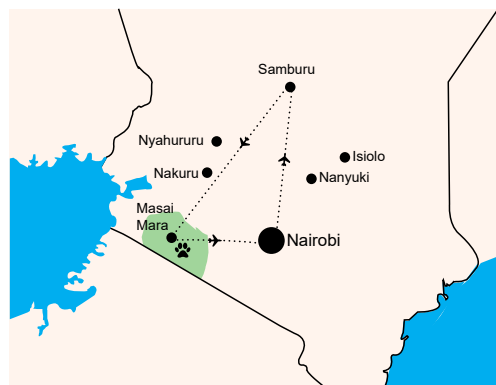 Samburu
Nyahururu
Isiolo
Nakuru
Nanyuki
Masai
Mara
Nairobi